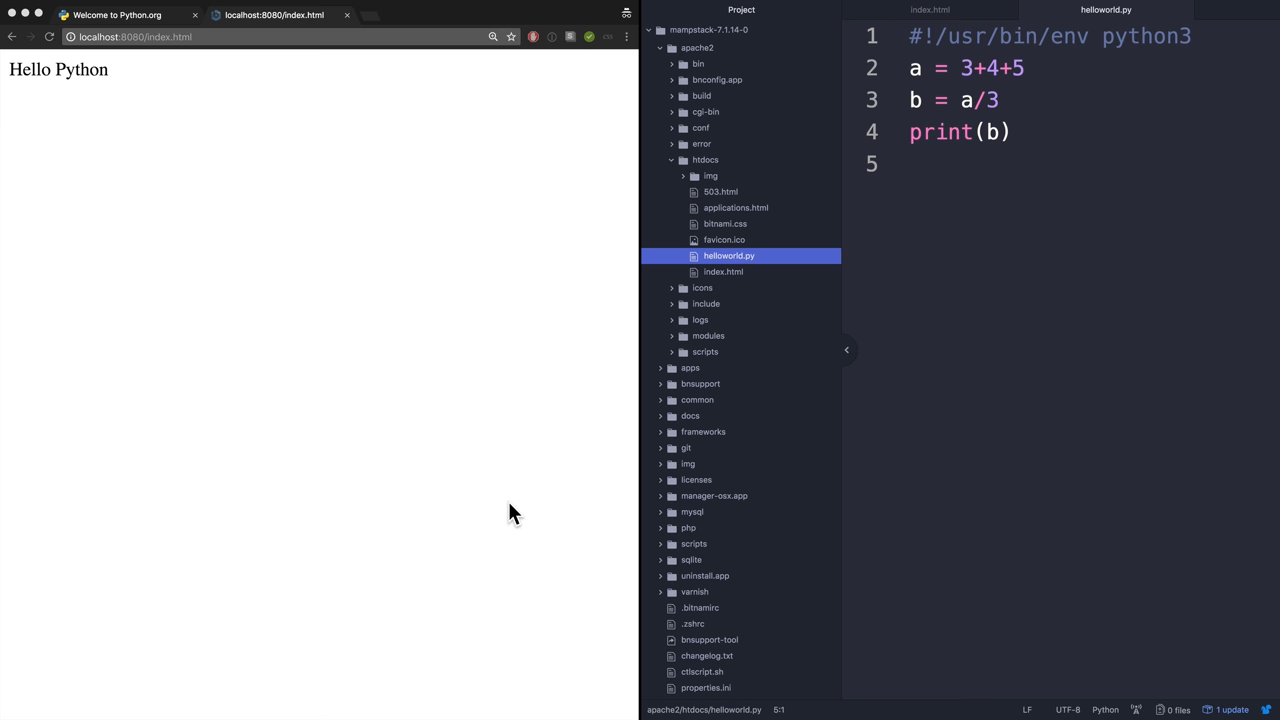 Welcome to Python.org
localhost:8080/index.html
localhost:8080/index.html
Hello Python
Project
mampstack-7.1.14-0
apache2
bin
bnconfig.app
build
cgi-bin
conf
error
htdocs
img
503.html
applications.html
bitnami.css
favicon.ico
helloworld.py
index.html
icons
include
logs
modules
scripts
apps
bnsupport
common
docs
frameworks
git
img
licenses
manager-osx.app
mysql
php
scripts
sqlite
uninstall.app
varnish
.bitnamirc
.zshrc
bnsupport-tool
changelog.txt
ctlscript.sh
properties.ini
index.html
helloworld.py
1 #!/usr/bin/env python3
2 a = 3+4+5
3 b = a/3
4 print(b)
5
apache2/htdocs/helloworld.py 5:1
LF UTF-8 Python 0 files 1 update